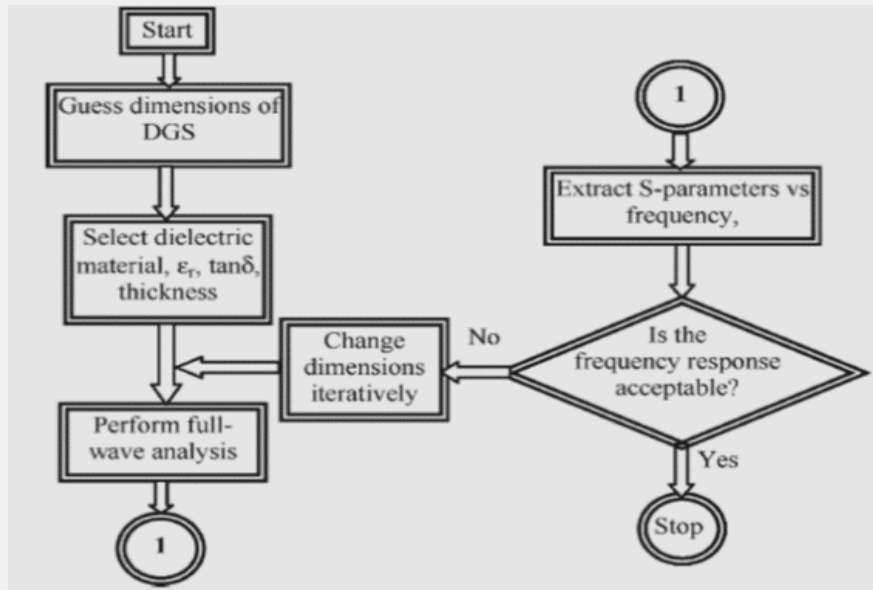 Start
Guess dimensions of
DGS
Select dielectric
material, εᵣ, tanδ,
thickness
Perform full-
wave analysis
1
1
Extract S-parameters vs
frequency,
Is the
frequency response
acceptable?
No
Change
dimensions
iteratively
Yes
Stop